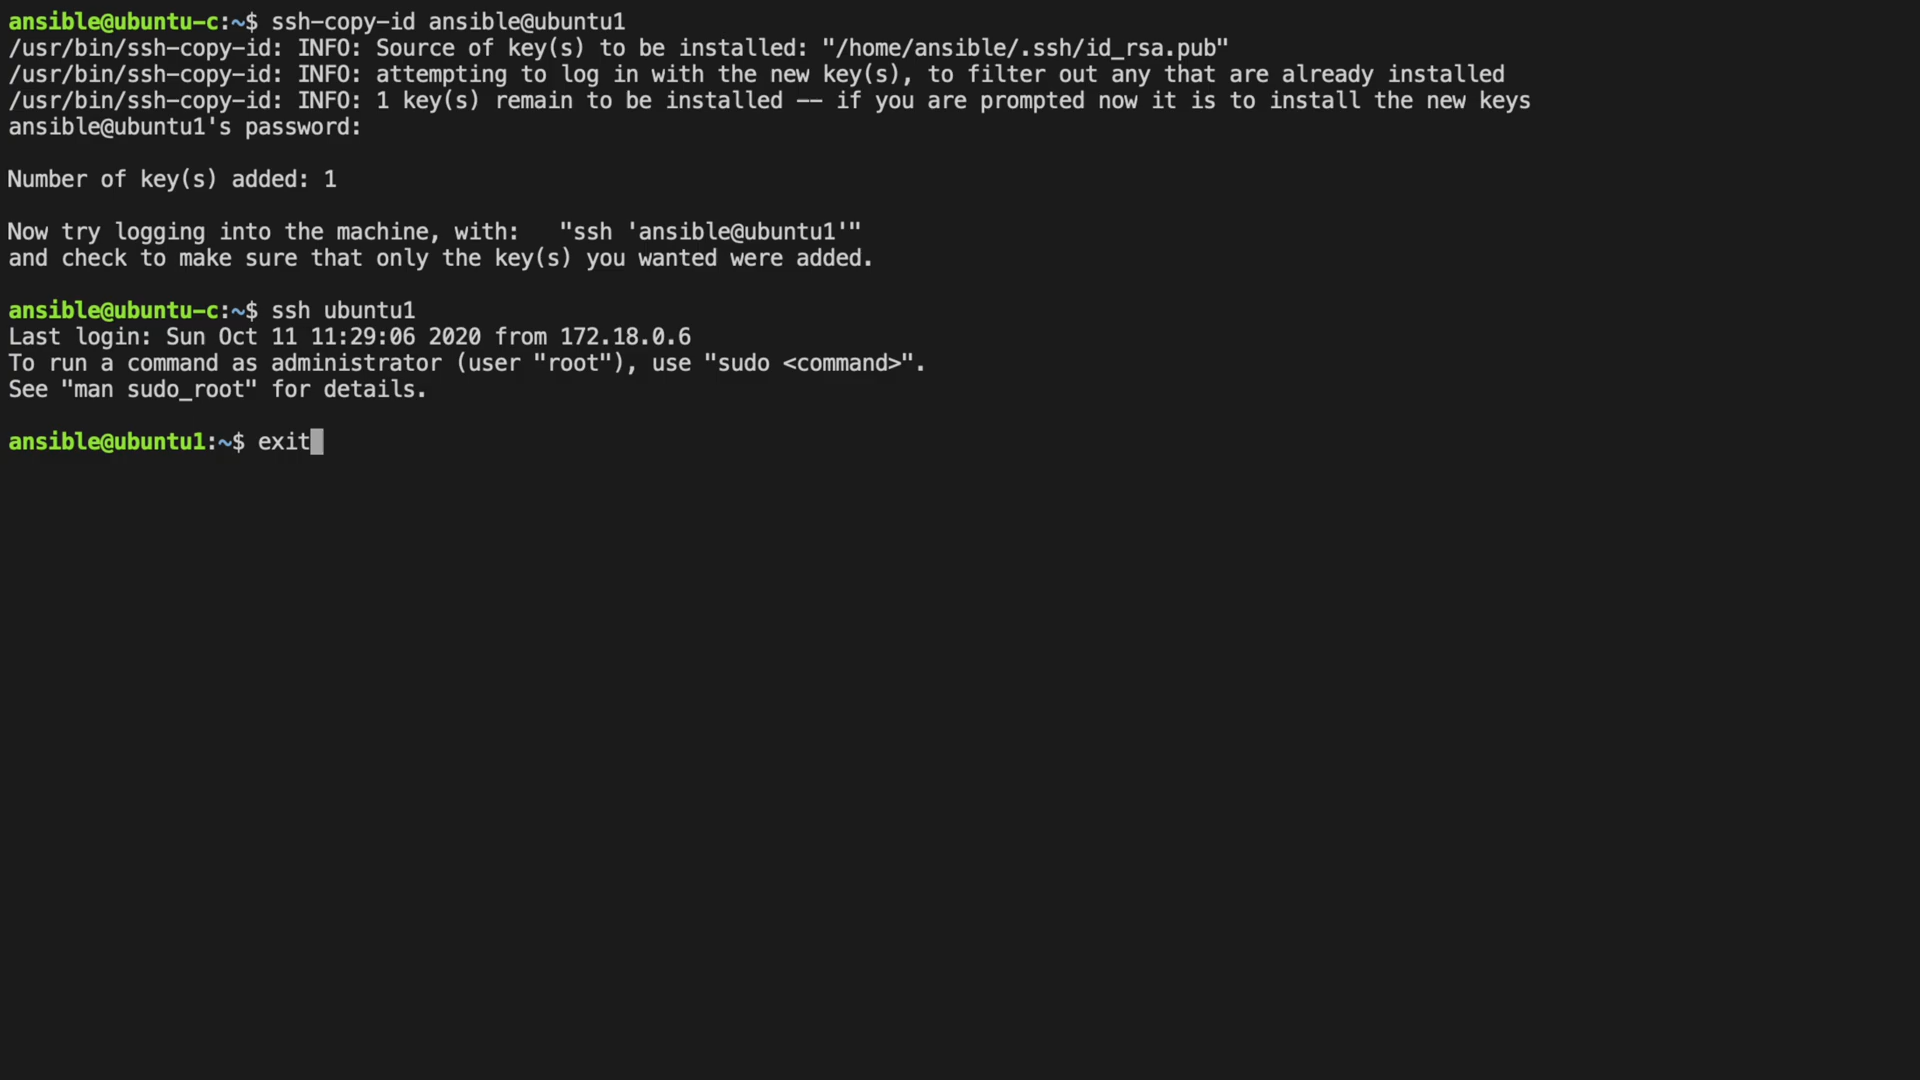 ansible@ubuntu-c:~$ ssh-copy-id ansible@ubuntu1
/usr/bin/ssh-copy-id: INFO: Source of key(s) to be installed: "/home/ansible/.ssh/id_rsa.pub"
/usr/bin/ssh-copy-id: INFO: attempting to log in with the new key(s), to filter out any that are already installed
/usr/bin/ssh-copy-id: INFO: 1 key(s) remain to be installed -- if you are prompted now it is to install the new keys
ansible@ubuntu1's password:
Number of key(s) added: 1
Now try logging into the machine, with:   "ssh 'ansible@ubuntu1'"
and check to make sure that only the key(s) you wanted were added.
ansible@ubuntu-c:~$ ssh ubuntu1
Last login: Sun Oct 11 11:29:06 2020 from 172.18.0.6
To run a command as administrator (user "root"), use "sudo <command>".
See "man sudo_root" for details.
ansible@ubuntu1:~$ exit